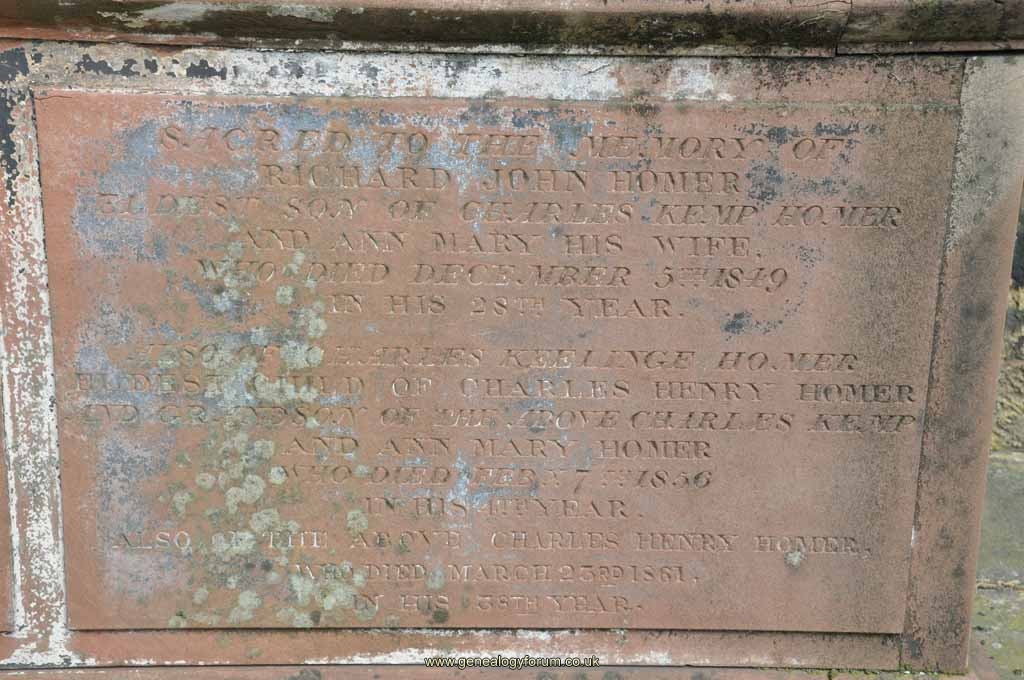 SACRED TO THE MEMORY OF
RICHARD JOHN HOMER
ELDEST SON OF CHARLES KEMP HOMER
AND ANN MARY HIS WIFE,
WHO DIED DECEMBER 5TH 1849
IN HIS 28TH YEAR.
ALSO OF CHARLES KEELINGE HOMER
ELDEST CHILD OF CHARLES HENRY HOMER
AND GRANDSON OF THE ABOVE CHARLES KEMP
AND ANN MARY HOMER
WHO DIED FEBY 7TH 1856
IN HIS 4TH YEAR.
ALSO OF THE ABOVE CHARLES HENRY HOMER,
WHO DIED MARCH 23RD 1861,
IN HIS 38TH YEAR.
www.genealogyforum.co.uk